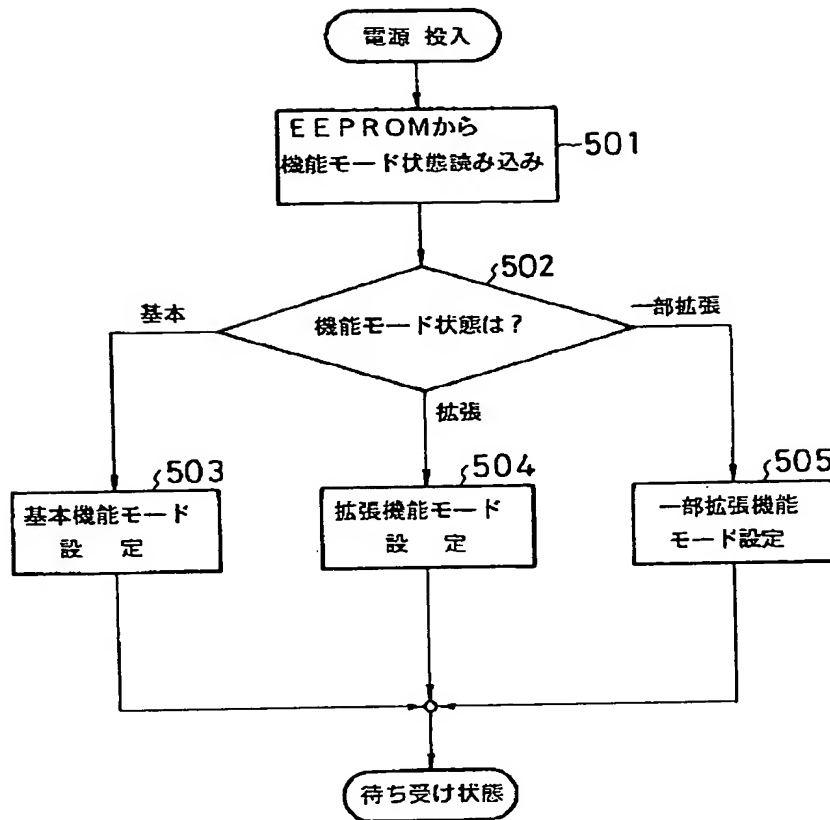 電源 投入
EEPROMから
機能モード状態読み込み
501
502
基本
機能モード状態は？
一部拡張
拡張
503
504
505
基本機能モード
設 定
拡張機能モード
設 定
一部拡張機能
モード設定
待ち受け状態